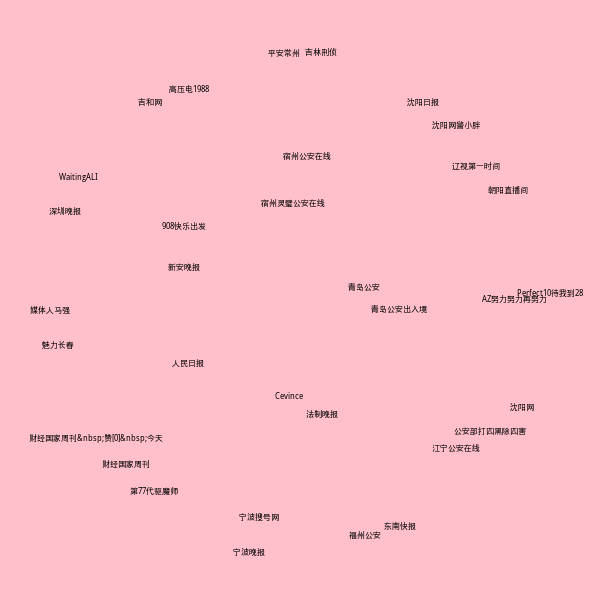 平安常州
吉林刑侦
高压电1988
吉和网
沈阳日报
沈阳网警小胖
宿州公安在线
辽视第一时间
WaitingALI
朝阳直播间
宿州灵璧公安在线
深圳晚报
908快乐出发
新安晚报
青岛公安
Perfect10待我到28
AZ努力努力再努力
媒体人马强
青岛公安出入境
魅力长春
人民日报
Cevince
沈阳网
法制晚报
公安部打四黑除四害
财经国家周刊&nbsp;赞[0]&nbsp;今天
江宁公安在线
财经国家周刊
第77代驱魔师
宁波搜号网
东南快报
福州公安
宁波晚报